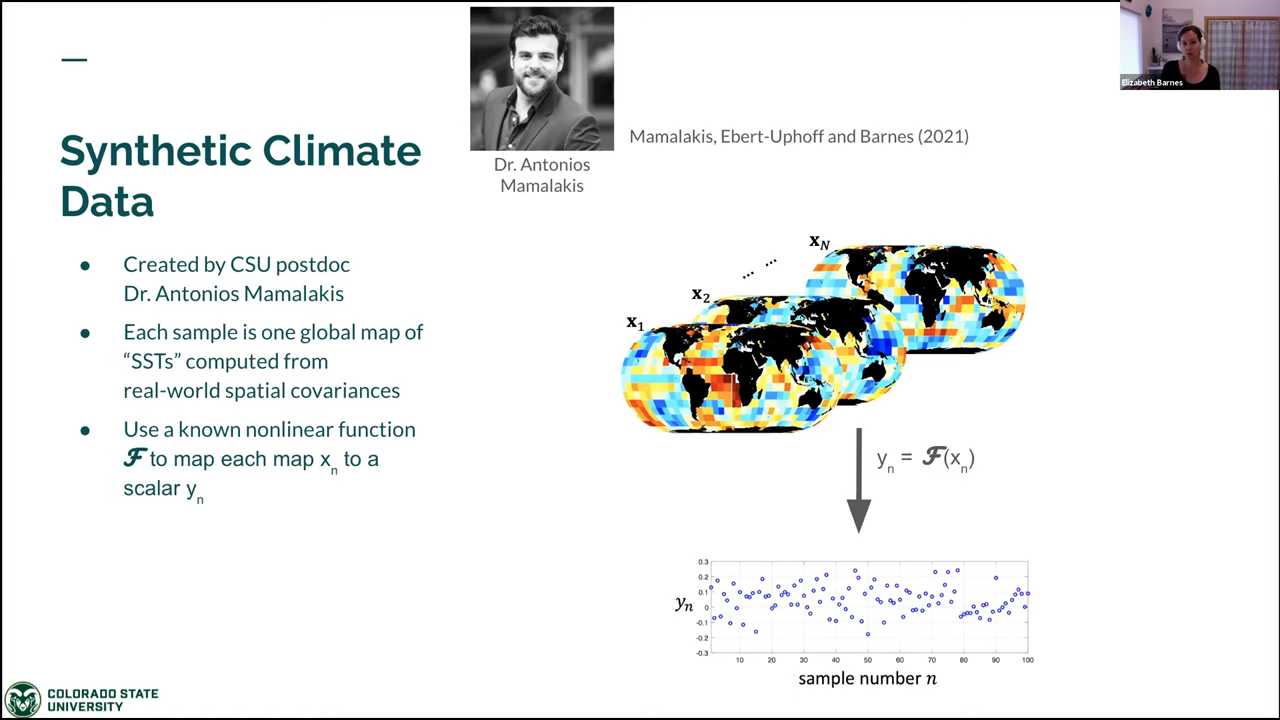 Elizabeth Barnes
Synthetic Climate
Data
Dr. Antonios
Mamalakis
Mamalakis, Ebert-Uphoff and Barnes (2021)
● Created by CSU postdoc
Dr. Antonios Mamalakis
● Each sample is one global map of
“SSTs” computed from
real-world spatial covariances
● Use a known nonlinear function
ℱ to map each map xn to a
scalar yn
x1
x2
...
xN
yn = ℱ(xn)
0.3
0.2
0.1
0
-0.1
-0.2
-0.3
yn
10 20 30 40 50 60 70 80 90 100
sample number n
COLORADO STATE
UNIVERSITY